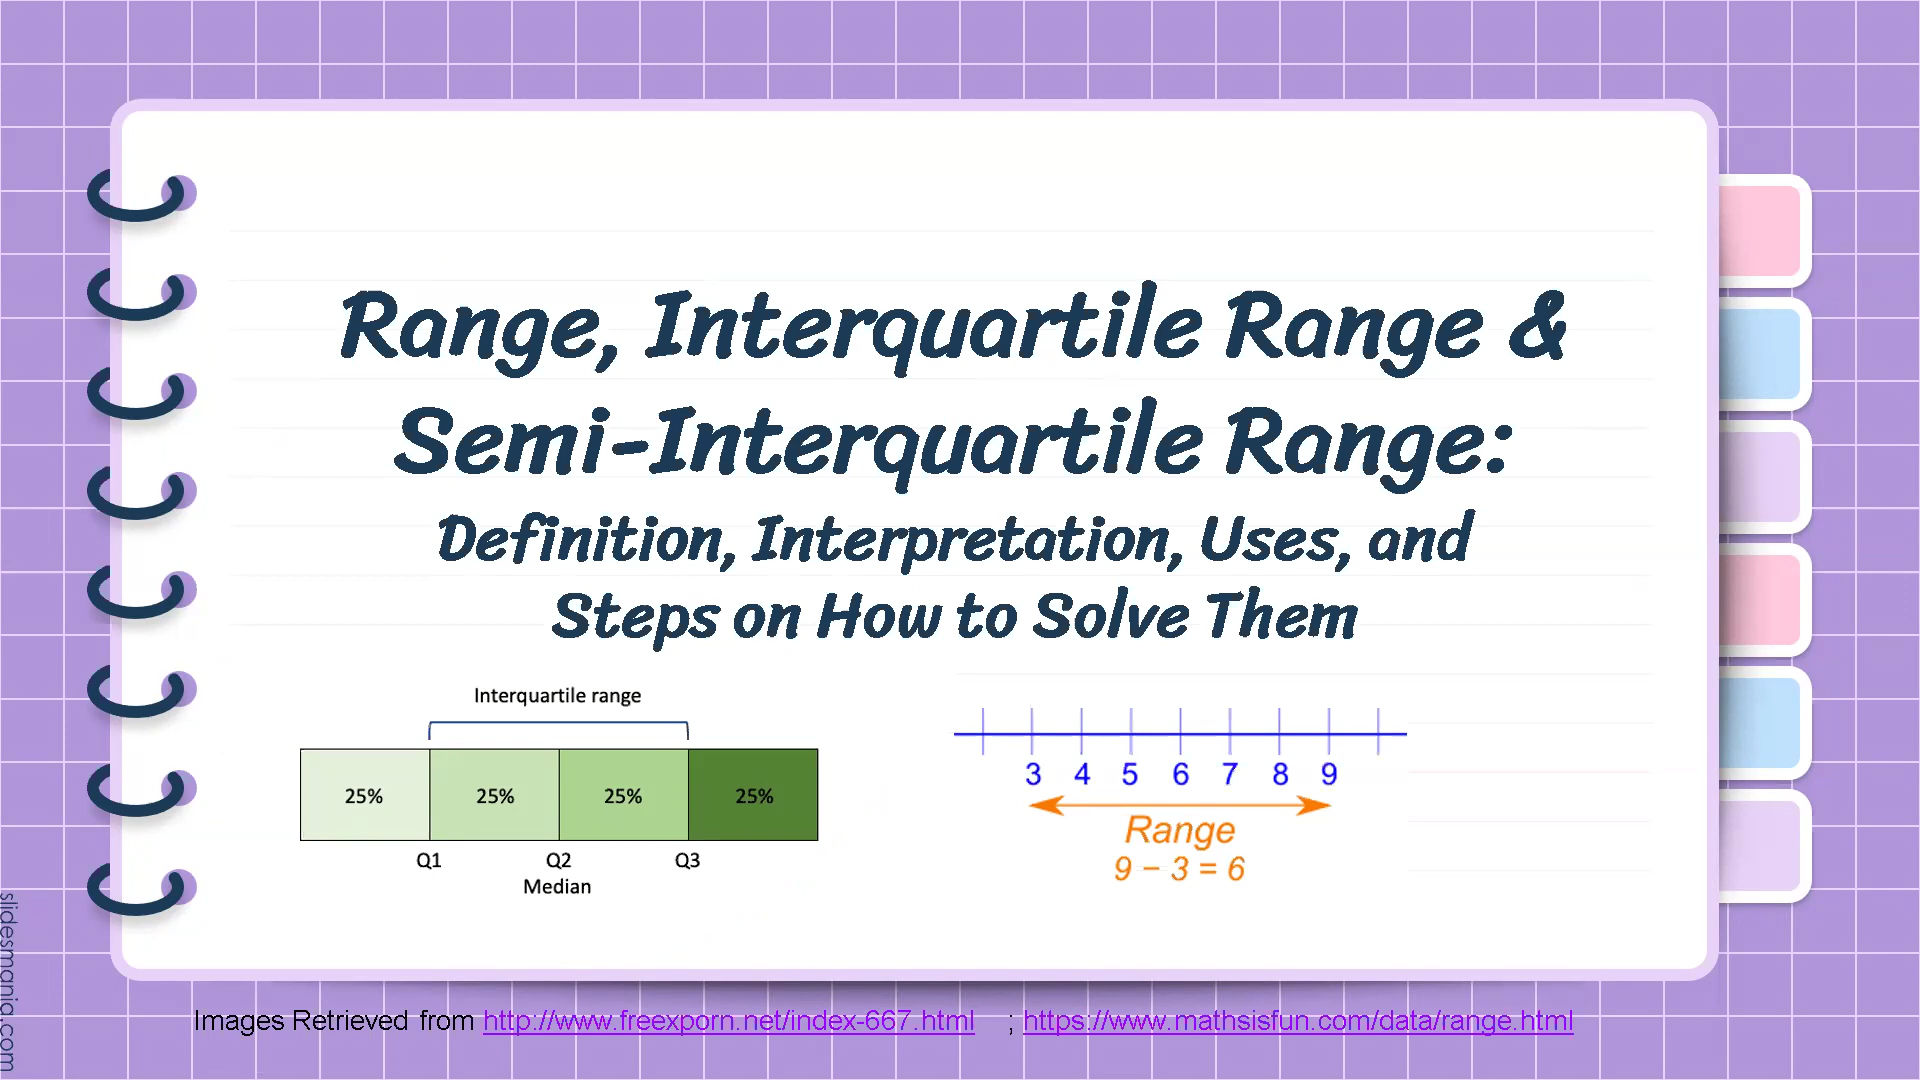 Range, Interquartile Range &
Semi-Interquartile Range:
Definition, Interpretation, Uses, and
Steps on How to Solve Them
Interquartile range
25% 25% 25% 25%
Q1 Q2 Q3
Median
3 4 5 6 7 8 9
Range
9 – 3 = 6
Images Retrieved from http://www.freexporn.net/index-667.html ; https://www.mathsisfun.com/data/range.html
slidesmania.com